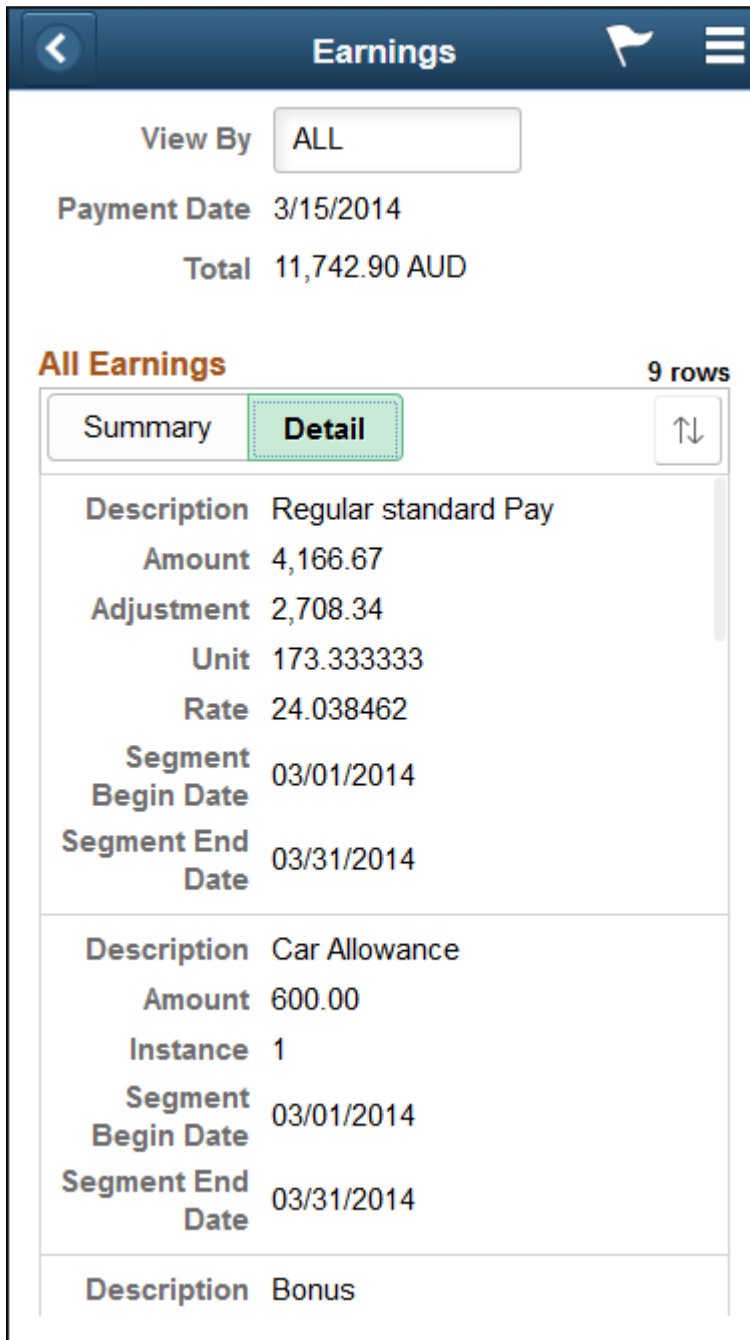 Earnings
View By ALL
Payment Date 3/15/2014
Total 11,742.90 AUD
All Earnings 9 rows
Summary Detail
Description Regular standard Pay
Amount 4,166.67
Adjustment 2,708.34
Unit 173.333333
Rate 24.038462
Segment
Begin Date 03/01/2014
Segment End
Date 03/31/2014
Description Car Allowance
Amount 600.00
Instance 1
Segment
Begin Date 03/01/2014
Segment End
Date 03/31/2014
Description Bonus